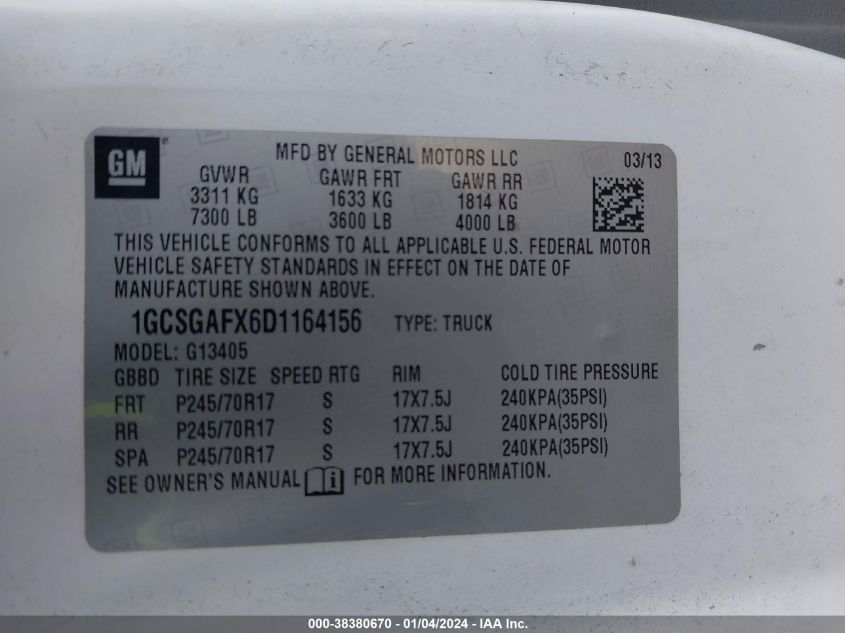 GM ®
MFD BY GENERAL MOTORS LLC 03/13
GVWR GAWR FRT GAWR RR
3311 KG 1633 KG 1814 KG
7300 LB 3600 LB 4000 LB
THIS VEHICLE CONFORMS TO ALL APPLICABLE U.S. FEDERAL MOTOR
VEHICLE SAFETY STANDARDS IN EFFECT ON THE DATE OF
MANUFACTURE SHOWN ABOVE.
1GCSGAFX6D1164156 TYPE: TRUCK
MODEL: G13405
GBBD TIRE SIZE SPEED RTG RIM COLD TIRE PRESSURE
FRT P245/70R17 S 17X7.5J 240KPA(35PSI)
RR P245/70R17 S 17X7.5J 240KPA(35PSI)
SPA P245/70R17 S 17X7.5J 240KPA(35PSI)
SEE OWNER'S MANUAL i FOR MORE INFORMATION.
000-38380670 - 01/04/2024 - IAA Inc.